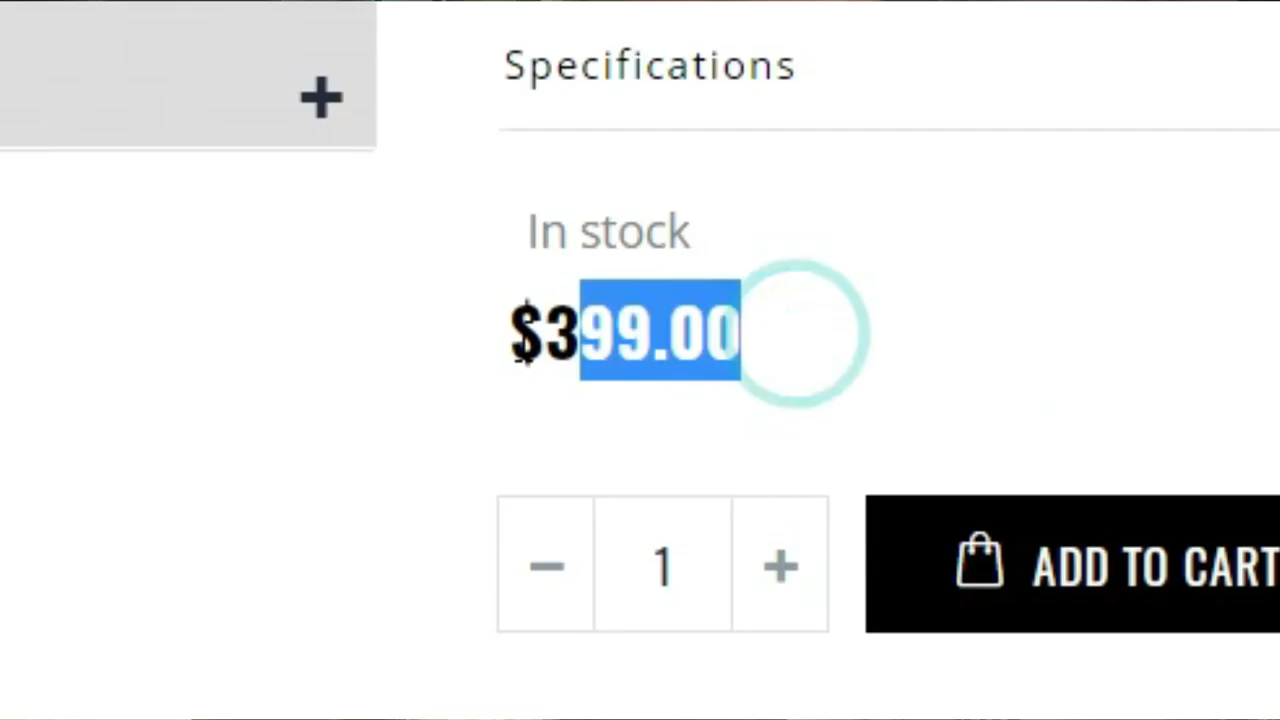 Specifications
In stock
$399.00
1
ADD TO CART